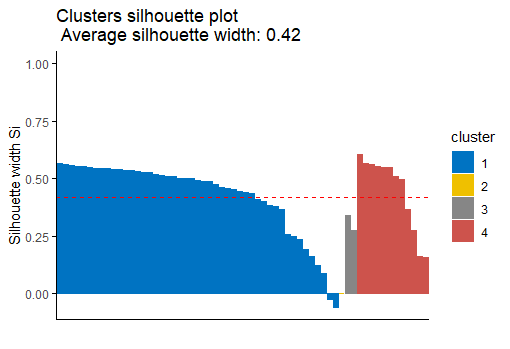 Clusters silhouette plot
Average silhouette width: 0.42
1.00
0.75
0.50
0.25
0.00
Silhouette width Si
cluster
1
2
3
4